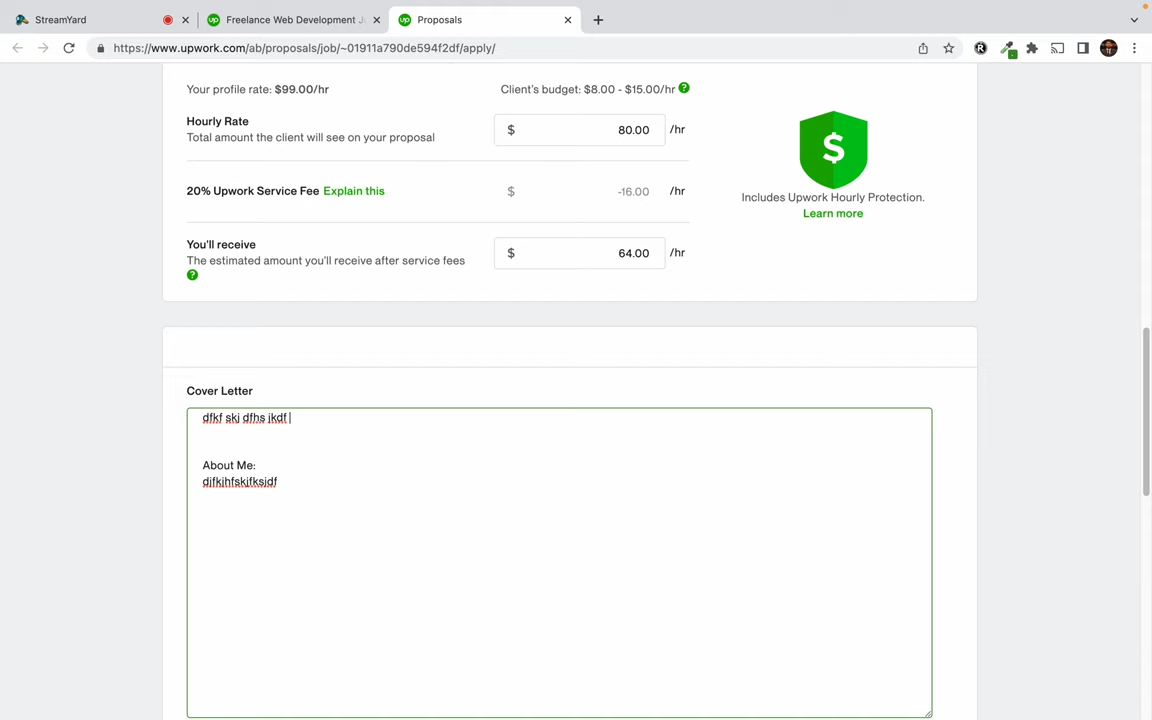 StreamYard
Freelance Web Development J
Proposals
https://www.upwork.com/ab/proposals/job/~01911a790de594f2df/apply/
Your profile rate: $99.00/hr
Client's budget: $8.00 - $15.00/hr ?
Hourly Rate
Total amount the client will see on your proposal
$ 80.00 /hr
20% Upwork Service Fee Explain this
$ -16.00 /hr
You'll receive
The estimated amount you'll receive after service fees
?
$ 64.00 /hr
$
Includes Upwork Hourly Protection.
Learn more
Cover Letter
dfkf skj dfhs jkdf
About Me:
djfkjhfskjfksjdf